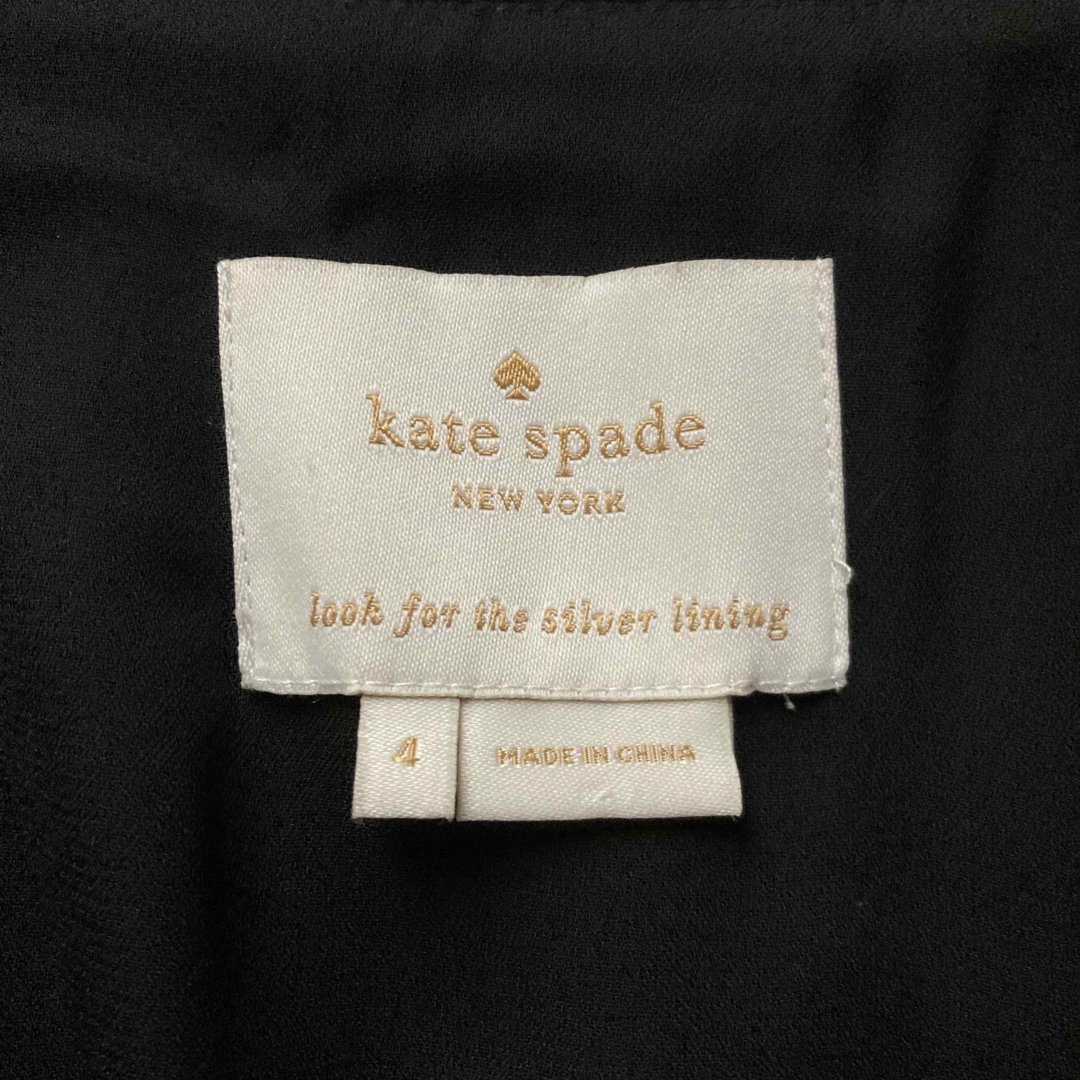 kate spade
NEW YORK
look for the silver lining
4
MADE IN CHINA